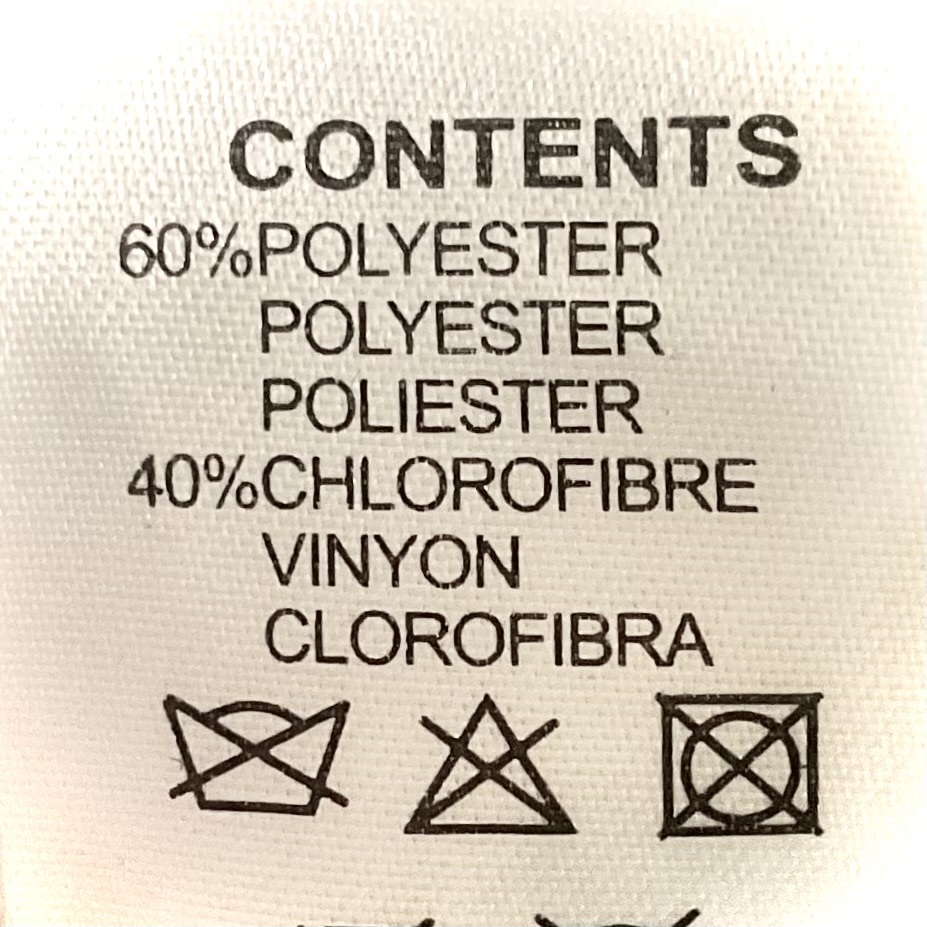 CONTENTS
60%POLYESTER
POLYESTER
POLIESTER
40%CHLOROFIBRE
VINYON
CLOROFIBRA